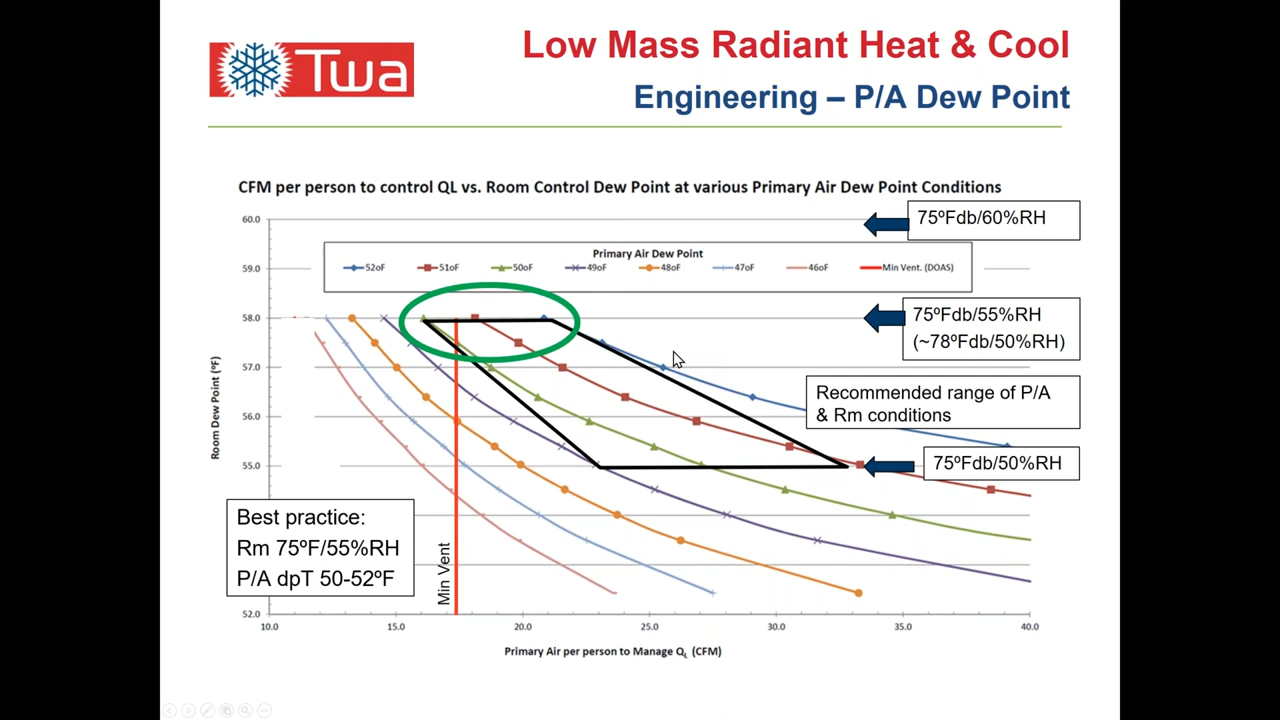 Twa
Low Mass Radiant Heat & Cool
Engineering – P/A Dew Point
CFM per person to control QL vs. Room Control Dew Point at various Primary Air Dew Point Conditions
60.0
59.0
58.0
57.0
56.0
55.0
52.0
Room Dew Point (ºF)
Primary Air Dew Point
52oF
51oF
50oF
49oF
48oF
47oF
46oF
Min Vent. (DOAS)
75ºFdb/60%RH
75ºFdb/55%RH
(~78ºFdb/50%RH)
Recommended range of P/A
& Rm conditions
75ºFdb/50%RH
Best practice:
Rm 75ºF/55%RH
P/A dpT 50-52ºF
Min Vent
10.0
15.0
20.0
25.0
30.0
35.0
40.0
Primary Air per person to Manage QL (CFM)